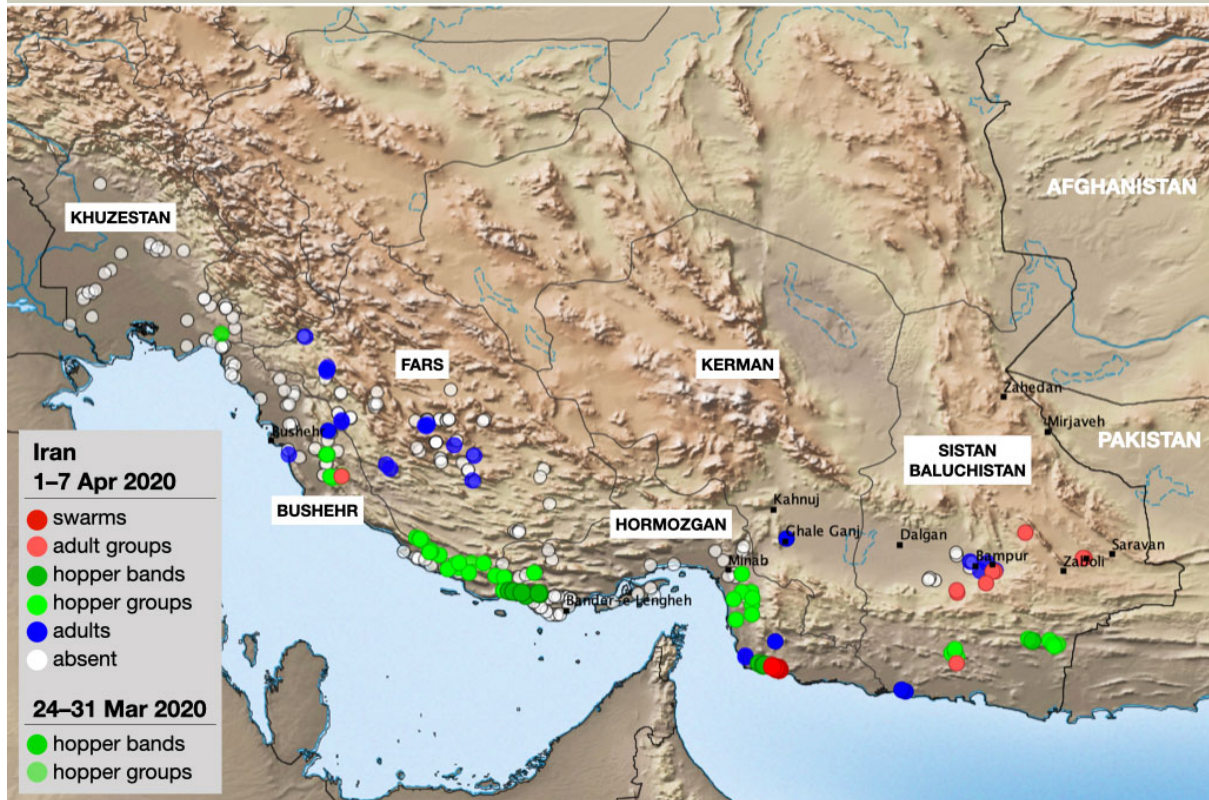 AFGHANISTAN
KHUZESTAN
FARS
KERMAN
Zahedan
Mirjaveh
PAKISTAN
Bushehr
SISTAN
BALUCHISTAN
BUSHEHR
HORMOZGAN
Kahnuj
Ghale Ganj
Dalgan
Saravan
Minab
Bampur
Zaboli
Bandar-e Lengheh
Iran
1–7 Apr 2020
swarms
adult groups
hopper bands
hopper groups
adults
absent
24–31 Mar 2020
hopper bands
hopper groups